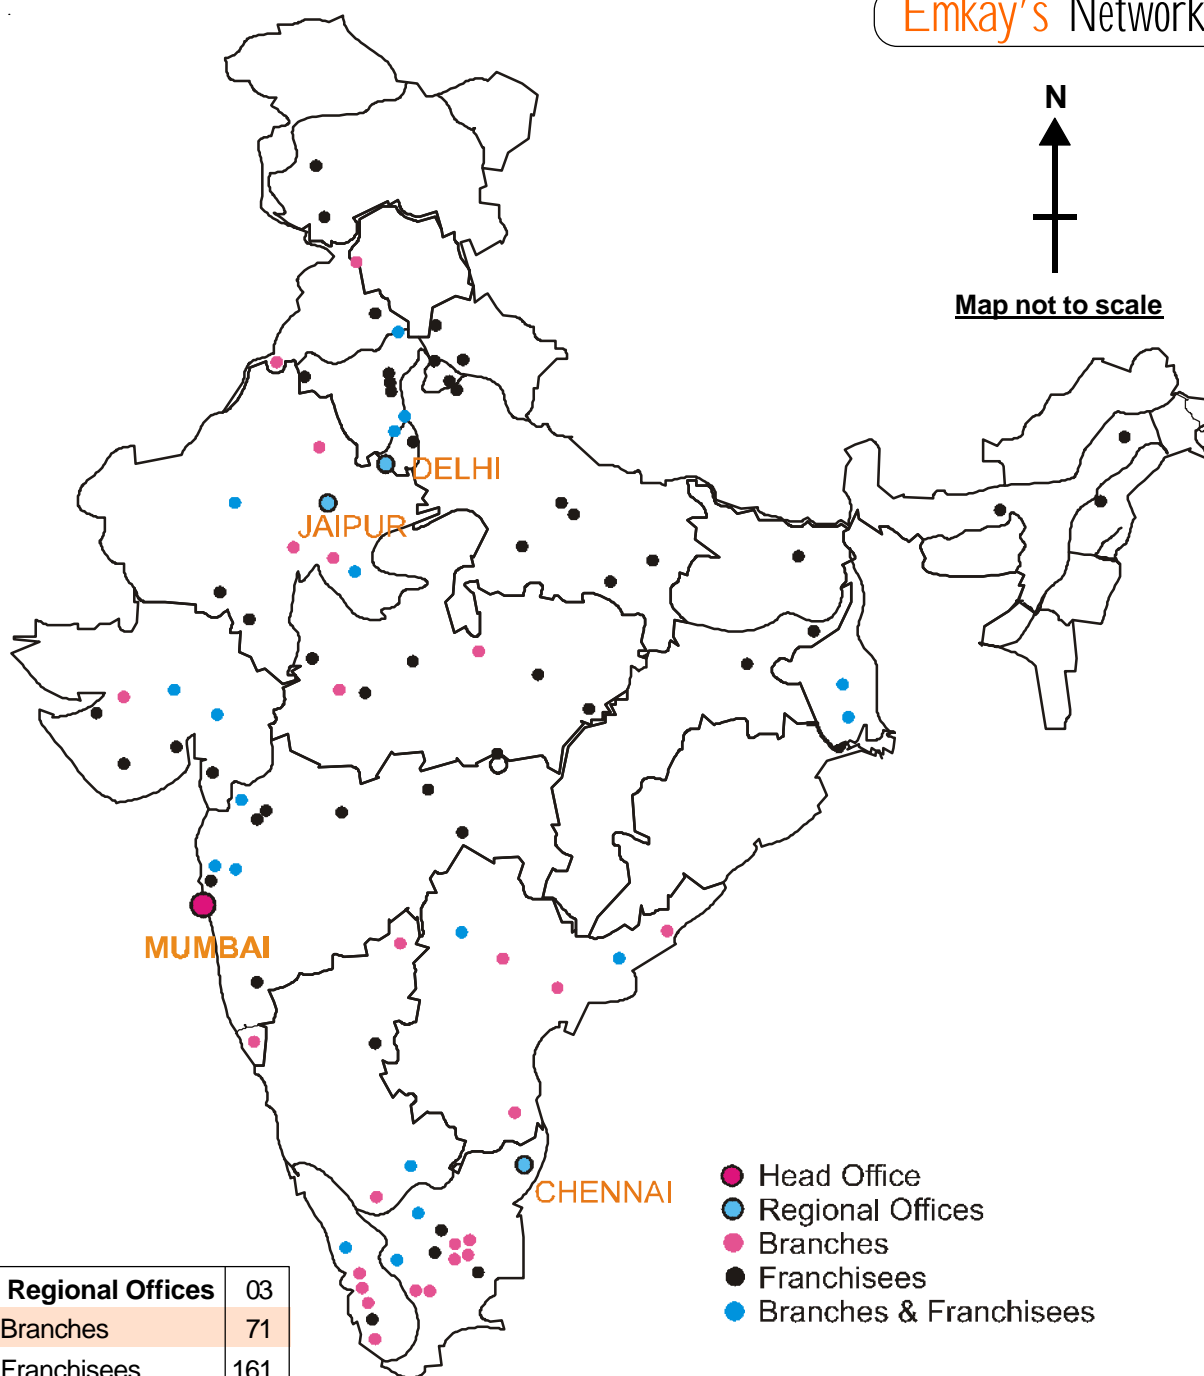 Emkay's Network
N
Map not to scale
DELHI
JAIPUR
MUMBAI
CHENNAI
Head Office
Regional Offices
Branches
Franchisees
Branches & Franchisees
Regional Offices 03
Branches 71
Franchisees 161